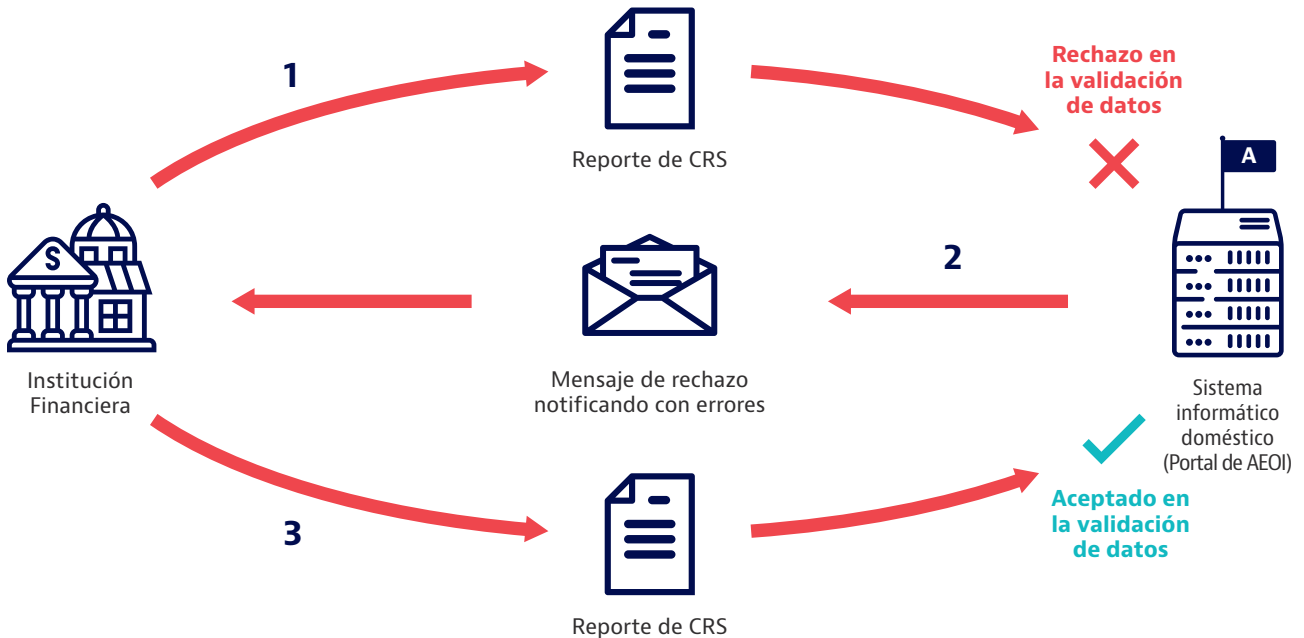 1
Reporte de CRS
Rechazo en
la validación
de datos
A
S
Institución
Financiera
2
Mensaje de rechazo
notificando con errores
Sistema
informático
doméstico
(Portal de AEOI)
3
Reporte de CRS
Aceptado en
la validación
de datos